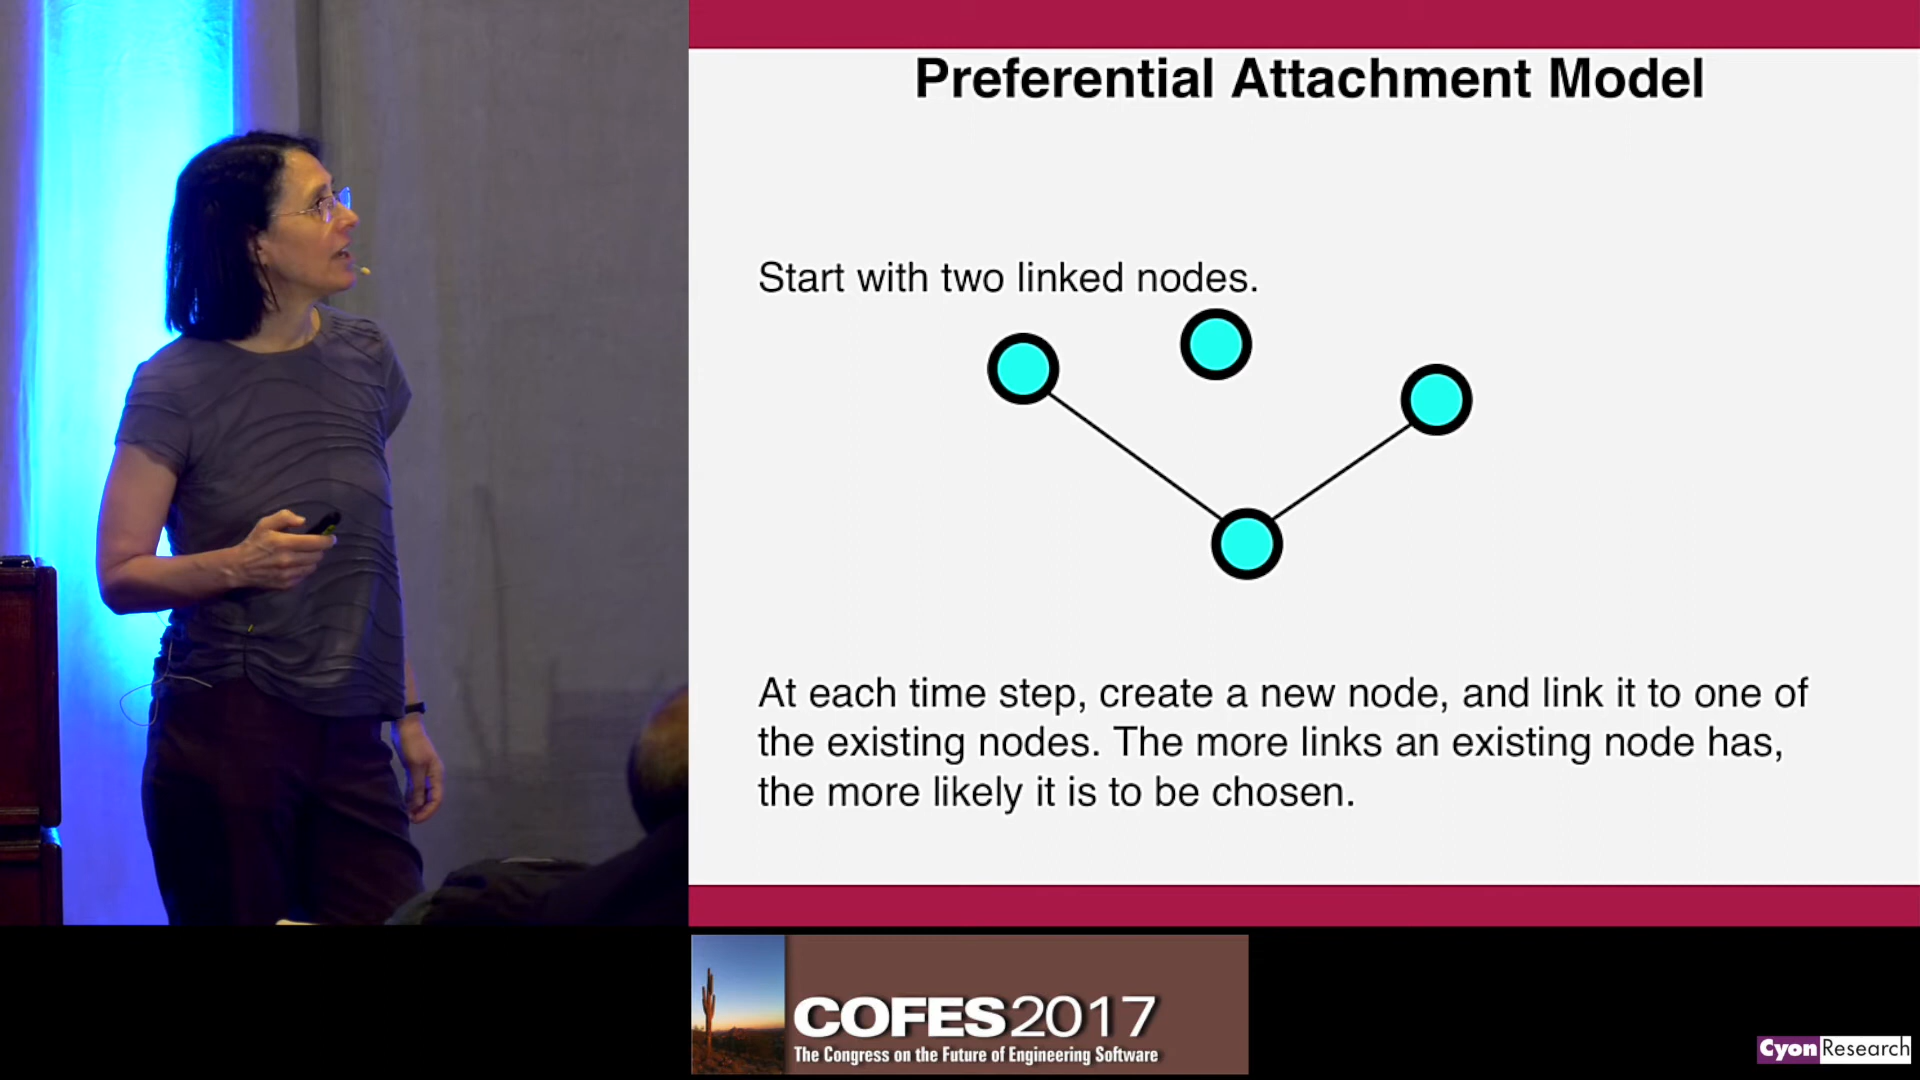 Preferential Attachment Model
Start with two linked nodes.
At each time step, create a new node, and link it to one of
the existing nodes. The more links an existing node has,
the more likely it is to be chosen.
COFES2017
The Congress on the Future of Engineering Software
CyonResearch